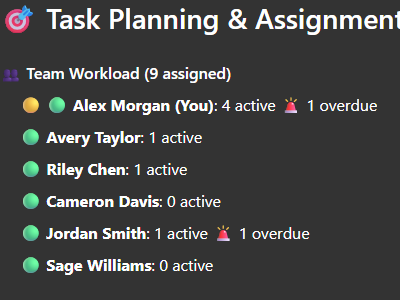 Task Planning & Assignment
Team Workload (9 assigned)
Alex Morgan (You): 4 active 1 overdue
Avery Taylor: 1 active
Riley Chen: 1 active
Cameron Davis: 0 active
Jordan Smith: 1 active 1 overdue
Sage Williams: 0 active